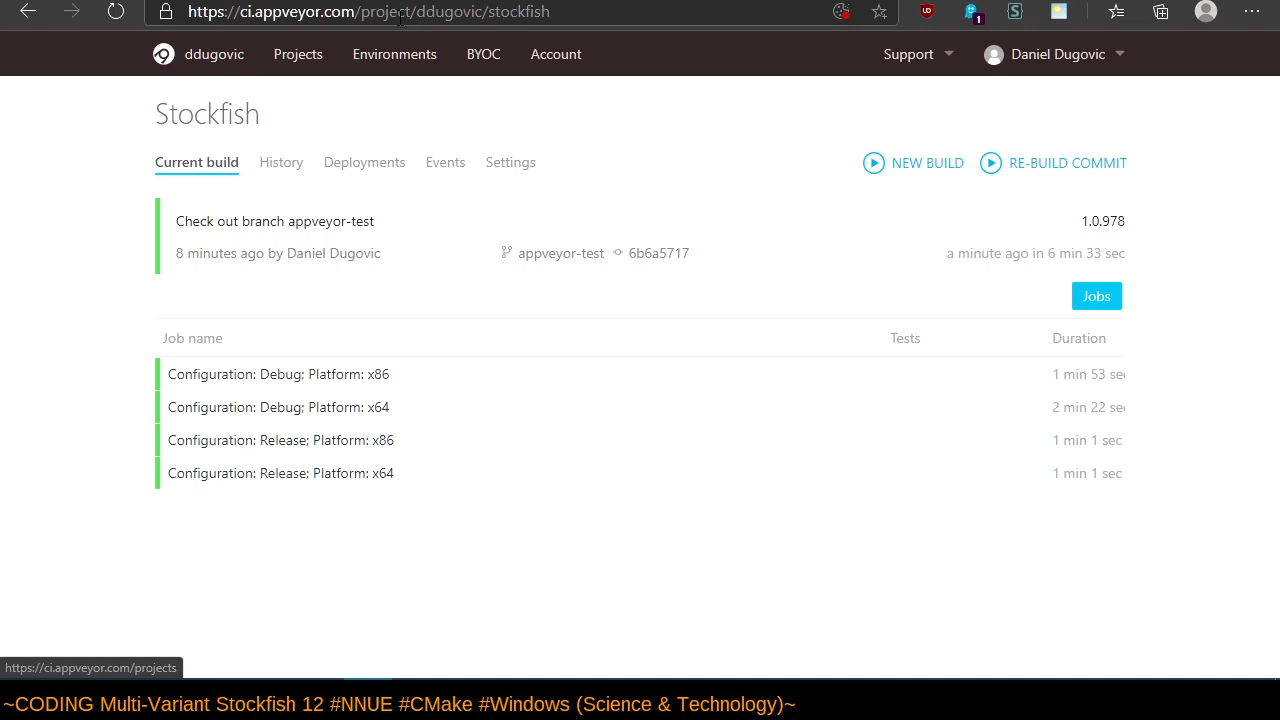 https://ci.appveyor.com/project/ddugovic/stockfish
1
ddugovic Projects Environments BYOC Account Support Daniel Dugovic
Stockfish
Current build History Deployments Events Settings NEW BUILD RE-BUILD COMMIT
Check out branch appveyor-test 1.0.978
8 minutes ago by Daniel Dugovic appveyor-test 6b6a5717 a minute ago in 6 min 33 sec
Jobs
Job name Tests Duration
Configuration: Debug; Platform: x86 1 min 53 sec
Configuration: Debug; Platform: x64 2 min 22 sec
Configuration: Release; Platform: x86 1 min 1 sec
Configuration: Release; Platform: x64 1 min 1 sec
https://ci.appveyor.com/projects
~CODING Multi-Variant Stockfish 12 #NNUE #CMake #Windows (Science & Technology)~